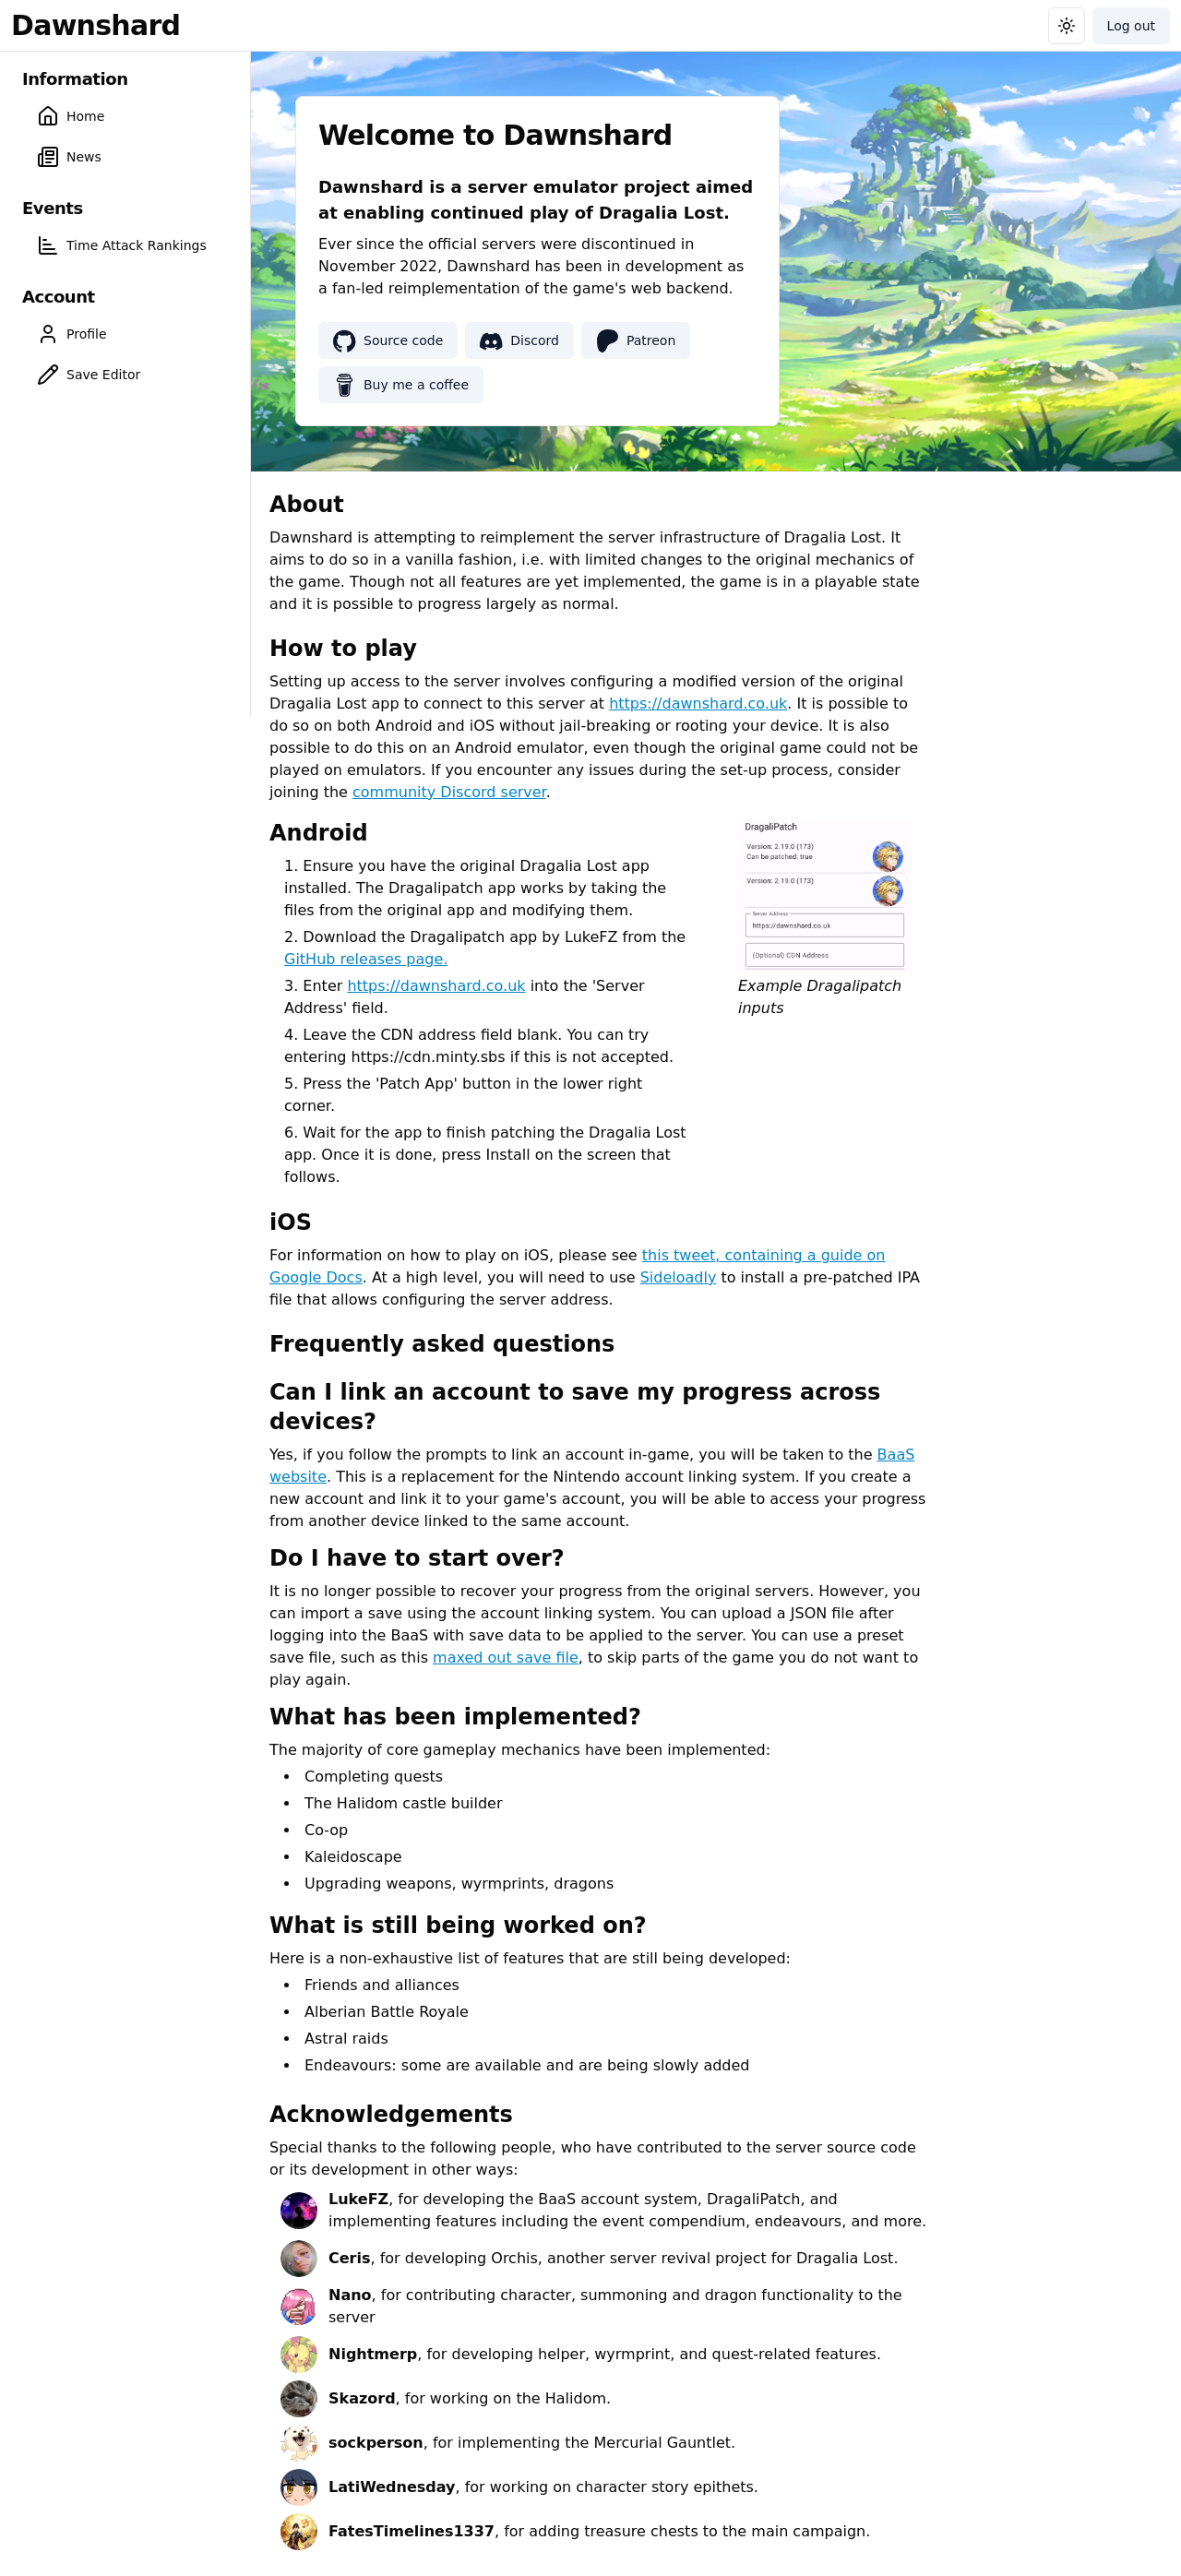 Dawnshard
Log out
Information
Home
News
Events
Time Attack Rankings
Account
Profile
Save Editor
Welcome to Dawnshard
Dawnshard is a server emulator project aimed
at enabling continued play of Dragalia Lost.
Ever since the official servers were discontinued in
November 2022, Dawnshard has been in development as
a fan-led reimplementation of the game's web backend.
Source code
Discord
Patreon
Buy me a coffee
About
Dawnshard is attempting to reimplement the server infrastructure of Dragalia Lost. It
aims to do so in a vanilla fashion, i.e. with limited changes to the original mechanics of
the game. Though not all features are yet implemented, the game is in a playable state
and it is possible to progress largely as normal.
How to play
Setting up access to the server involves configuring a modified version of the original
Dragalia Lost app to connect to this server at https://dawnshard.co.uk. It is possible to
do so on both Android and iOS without jail-breaking or rooting your device. It is also
possible to do this on an Android emulator, even though the original game could not be
played on emulators. If you encounter any issues during the set-up process, consider
joining the community Discord server.
Android
1. Ensure you have the original Dragalia Lost app
installed. The Dragalipatch app works by taking the
files from the original app and modifying them.
2. Download the Dragalipatch app by LukeFZ from the
GitHub releases page.
3. Enter https://dawnshard.co.uk into the 'Server
Address' field.
4. Leave the CDN address field blank. You can try
entering https://cdn.minty.sbs if this is not accepted.
5. Press the 'Patch App' button in the lower right
corner.
6. Wait for the app to finish patching the Dragalia Lost
app. Once it is done, press Install on the screen that
follows.
DragaliPatch
Version: 2.19.0 (173)
Can be patched: true
Version: 2.19.0 (173)
Server Address
https://dawnshard.co.uk
(Optional) CDN Address
Example Dragalipatch
inputs
iOS
For information on how to play on iOS, please see this tweet, containing a guide on
Google Docs. At a high level, you will need to use Sideloadly to install a pre-patched IPA
file that allows configuring the server address.
Frequently asked questions
Can I link an account to save my progress across
devices?
Yes, if you follow the prompts to link an account in-game, you will be taken to the BaaS
website. This is a replacement for the Nintendo account linking system. If you create a
new account and link it to your game's account, you will be able to access your progress
from another device linked to the same account.
Do I have to start over?
It is no longer possible to recover your progress from the original servers. However, you
can import a save using the account linking system. You can upload a JSON file after
logging into the BaaS with save data to be applied to the server. You can use a preset
save file, such as this maxed out save file, to skip parts of the game you do not want to
play again.
What has been implemented?
The majority of core gameplay mechanics have been implemented:
• Completing quests
• The Halidom castle builder
• Co-op
• Kaleidoscape
• Upgrading weapons, wyrmprints, dragons
What is still being worked on?
Here is a non-exhaustive list of features that are still being developed:
• Friends and alliances
• Alberian Battle Royale
• Astral raids
• Endeavours: some are available and are being slowly added
Acknowledgements
Special thanks to the following people, who have contributed to the server source code
or its development in other ways:
LukeFZ, for developing the BaaS account system, DragaliPatch, and
implementing features including the event compendium, endeavours, and more.
Ceris, for developing Orchis, another server revival project for Dragalia Lost.
Nano, for contributing character, summoning and dragon functionality to the
server
Nightmerp, for developing helper, wyrmprint, and quest-related features.
Skazord, for working on the Halidom.
sockperson, for implementing the Mercurial Gauntlet.
LatiWednesday, for working on character story epithets.
FatesTimelines1337, for adding treasure chests to the main campaign.